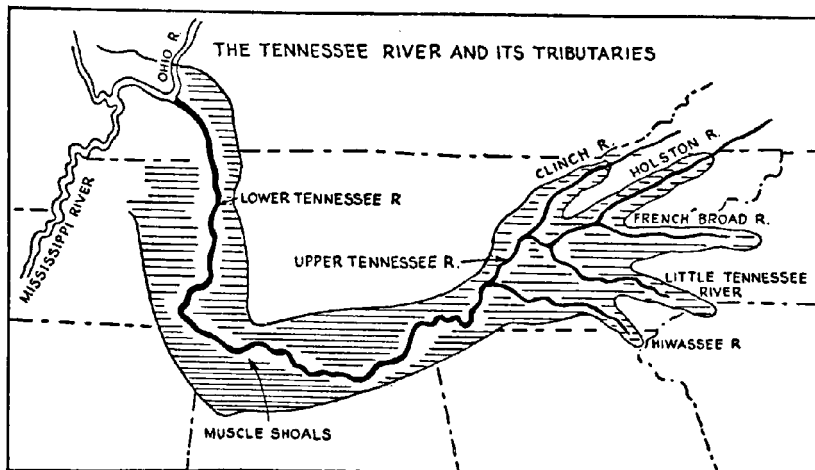 THE TENNESSEE RIVER AND ITS TRIBUTARIES
OHIO R.
CLINCH R.
HOLSTON R.
MISSISSIPPI RIVER
LOWER TENNESSEE R
FRENCH BROAD R.
UPPER TENNESSEE R.
LITTLE TENNESSEE
RIVER
HIWASSEE R
MUSCLE SHOALS